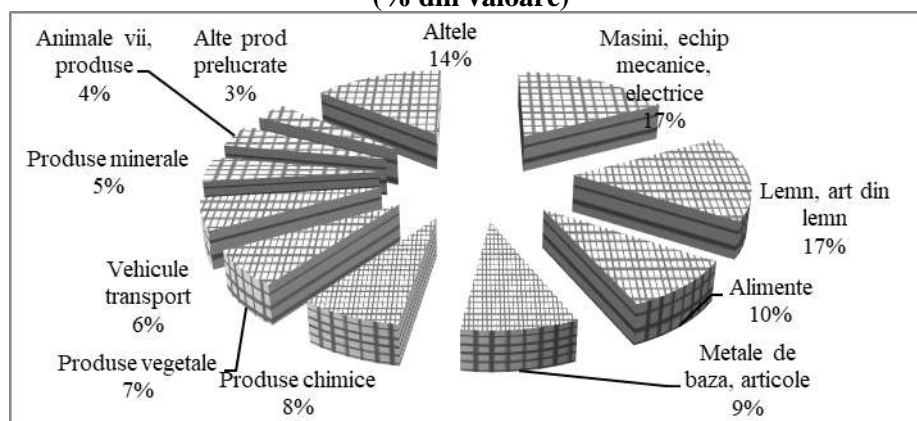 (% din valoare)
Altele
14%
Masini, echip
mecanice,
electrice
17%
Lemn, art din
lemn
17%
Alimente
10%
Metale de
baza, articole
9%
Produse chimice
8%
Produse vegetale
7%
Vehicule
transport
6%
Produse minerale
5%
Animale vii,
produse
4%
Alte prod
prelucrate
3%